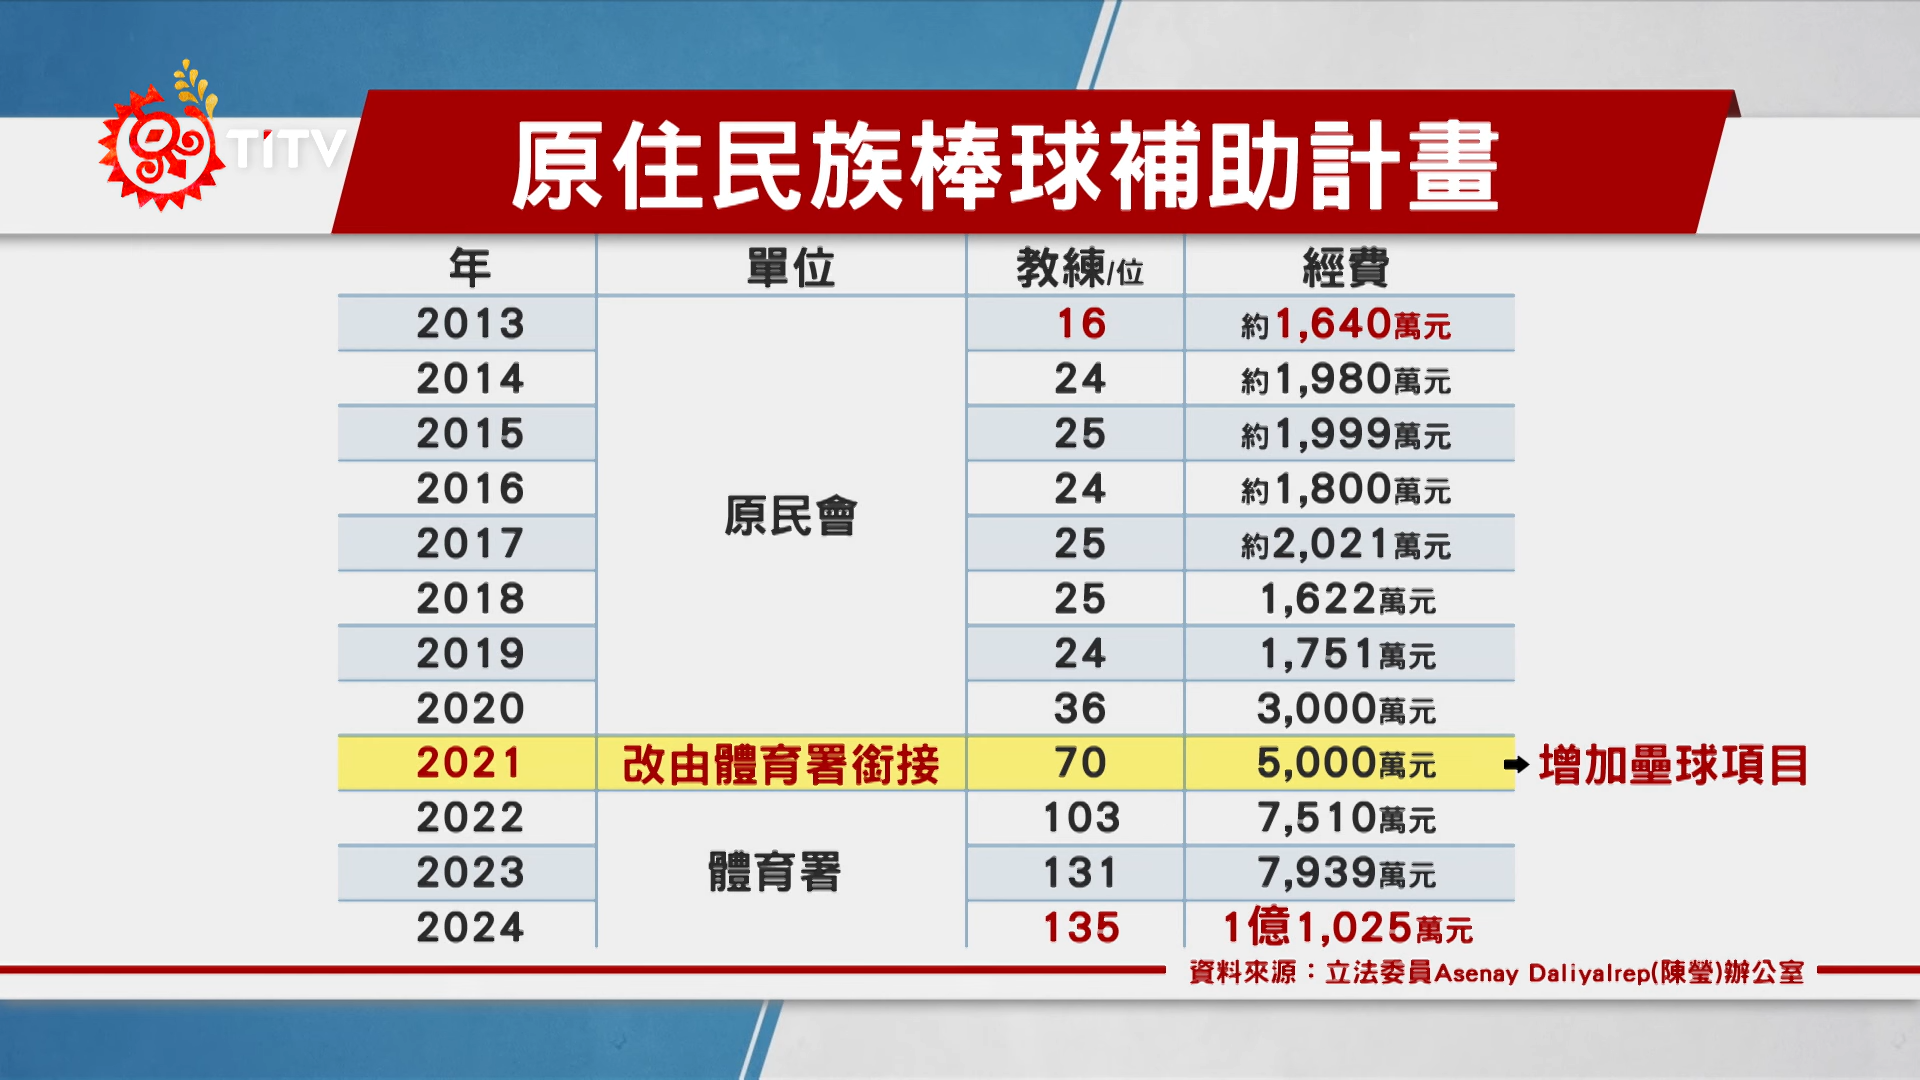 TiTV
原住民族棒球補助計畫
年 單位 教練/位 經費
2013 16 約1,640萬元
2014 24 約1,980萬元
2015 25 約1,999萬元
2016 24 約1,800萬元
原民會
2017 25 約2,021萬元
2018 25 1,622萬元
2019 24 1,751萬元
2020 36 3,000萬元
2021 改由體育署銜接 70 5,000萬元 增加壘球項目
2022 103 7,510萬元
2023 體育署 131 7,939萬元
2024 135 1億1,025萬元
資料來源：立法委員Asenay Daliyalrep(陳瑩)辦公室